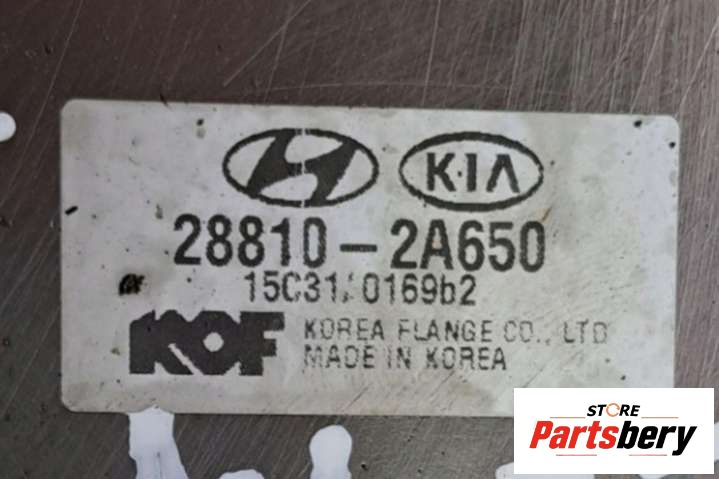 KIA
28810-2A650
15C31 0169b2
KOF KOREA FLANGE CO., LTD
MADE IN KOREA
STORE
Partsbery